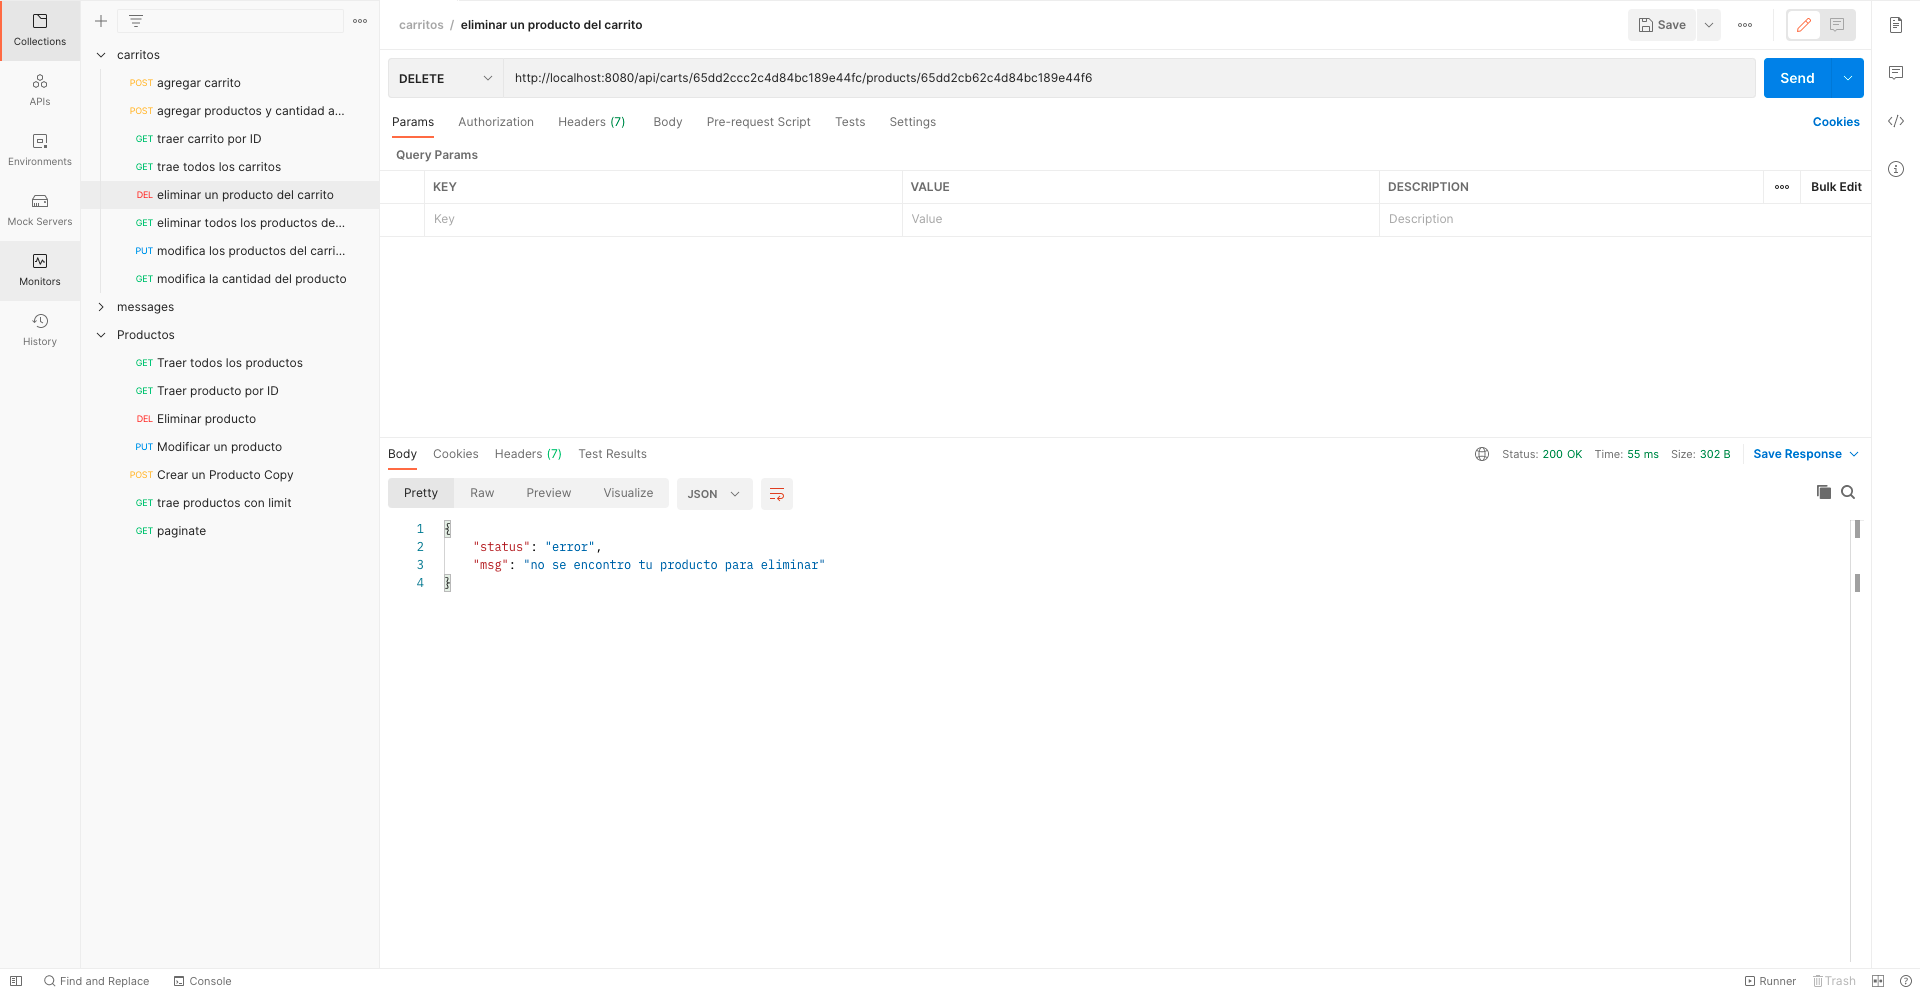 Collections
APIs
Environments
Mock Servers
Monitors
History
carritos
POST agregar carrito
POST agregar productos y cantidad a...
GET traer carrito por ID
GET trae todos los carritos
DEL eliminar un producto del carrito
GET eliminar todos los productos de...
PUT modifica los productos del carri...
GET modifica la cantidad del producto
messages
Productos
GET Traer todos los productos
GET Traer producto por ID
DEL Eliminar producto
PUT Modificar un producto
POST Crear un Producto Copy
GET trae productos con limit
GET paginate
carritos / eliminar un producto del carrito
Save
DELETE http://localhost:8080/api/carts/65dd2ccc2c4d84bc189e44fc/products/65dd2cb62c4d84bc189e44f6 Send
Params Authorization Headers (7) Body Pre-request Script Tests Settings Cookies
Query Params
KEY VALUE DESCRIPTION Bulk Edit
Key Value Description
Body Cookies Headers (7) Test Results Status: 200 OK Time: 55 ms Size: 302 B Save Response
Pretty Raw Preview Visualize JSON
1 {
2 "status": "error",
3 "msg": "no se encontro tu producto para eliminar"
4 }
Find and Replace Console Runner Trash